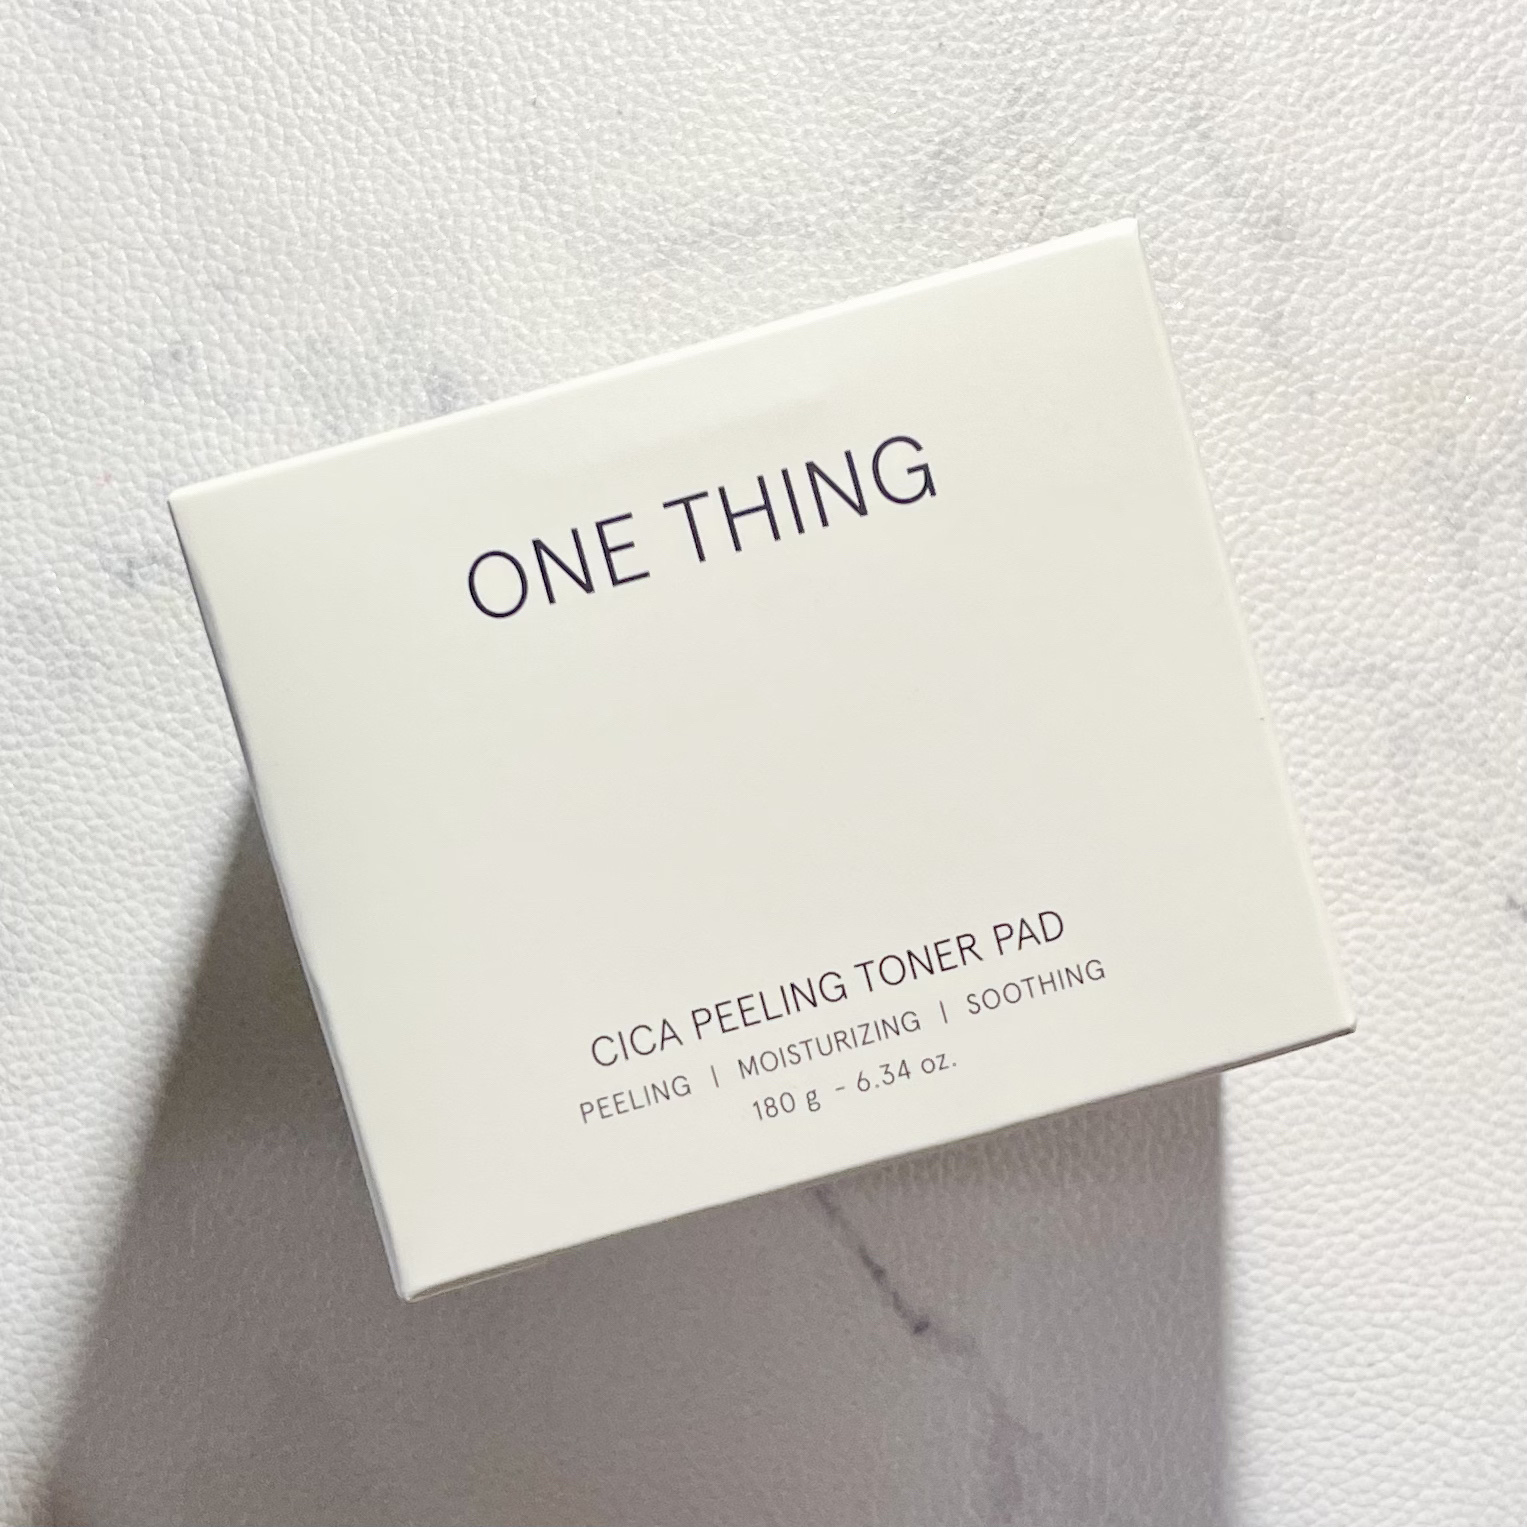 ONE THING
CICA PEELING TONER PAD
PEELING | MOISTURIZING | SOOTHING
180 g - 6.34 oz.